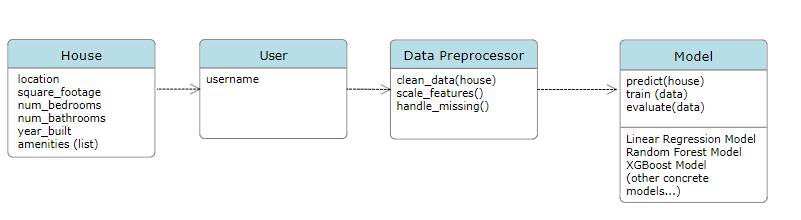 House
location
square_footage
num_bedrooms
num_bathrooms
year_built
amenities (list)
User
username
Data Preprocessor
clean_data(house)
scale_features()
handle_missing()
Model
predict(house)
train (data)
evaluate(data)
Linear Regression Model
Random Forest Model
XGBoost Model
(other concrete
models...)